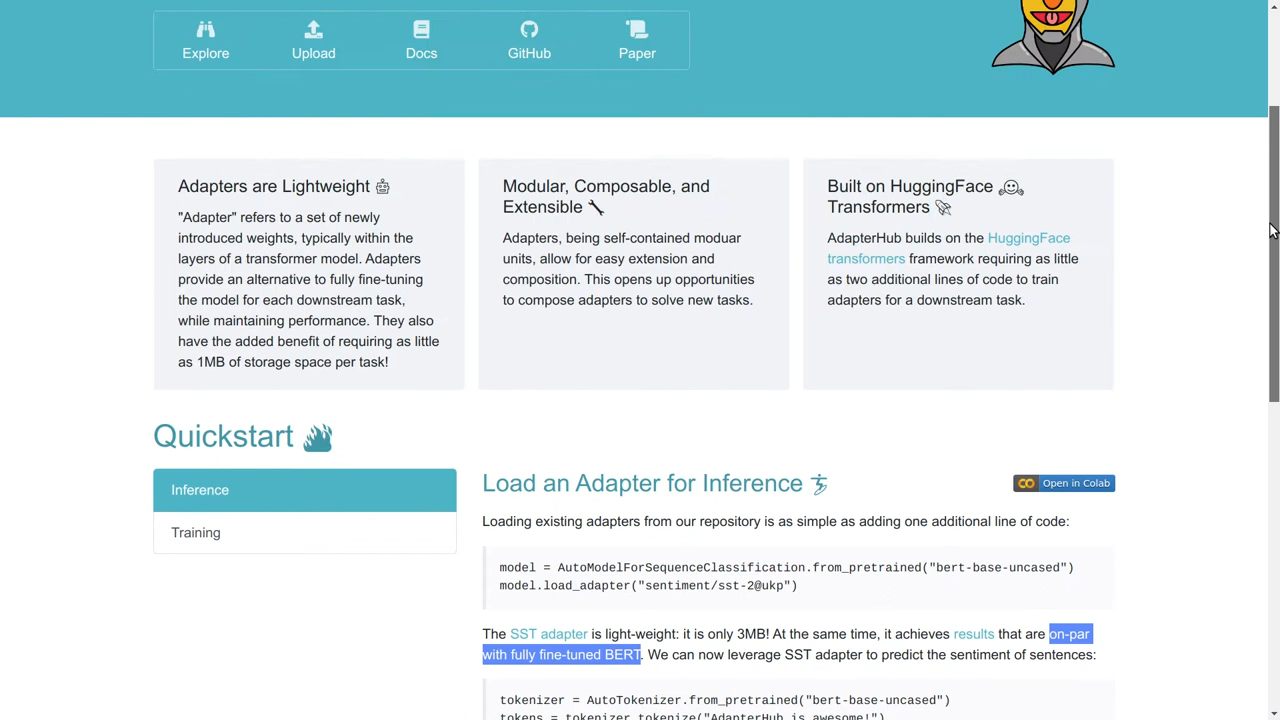 Explore
Upload
Docs
GitHub
Paper
Adapters are Lightweight
"Adapter" refers to a set of newly
introduced weights, typically within the
layers of a transformer model. Adapters
provide an alternative to fully fine-tuning
the model for each downstream task,
while maintaining performance. They also
have the added benefit of requiring as little
as 1MB of storage space per task!
Modular, Composable, and
Extensible
Adapters, being self-contained moduar
units, allow for easy extension and
composition. This opens up opportunities
to compose adapters to solve new tasks.
Built on HuggingFace
Transformers
AdapterHub builds on the HuggingFace
transformers framework requiring as little
as two additional lines of code to train
adapters for a downstream task.
Quickstart
Inference
Training
Load an Adapter for Inference
Open in Colab
Loading existing adapters from our repository is as simple as adding one additional line of code:
model = AutoModelForSequenceClassification.from_pretrained("bert-base-uncased")
model.load_adapter("sentiment/sst-2@ukp")
The SST adapter is light-weight: it is only 3MB! At the same time, it achieves results that are on-par
with fully fine-tuned BERT. We can now leverage SST adapter to predict the sentiment of sentences:
tokenizer = AutoTokenizer.from_pretrained("bert-base-uncased")
tokens = tokenizer.tokenize("AdapterHub is awesome!")